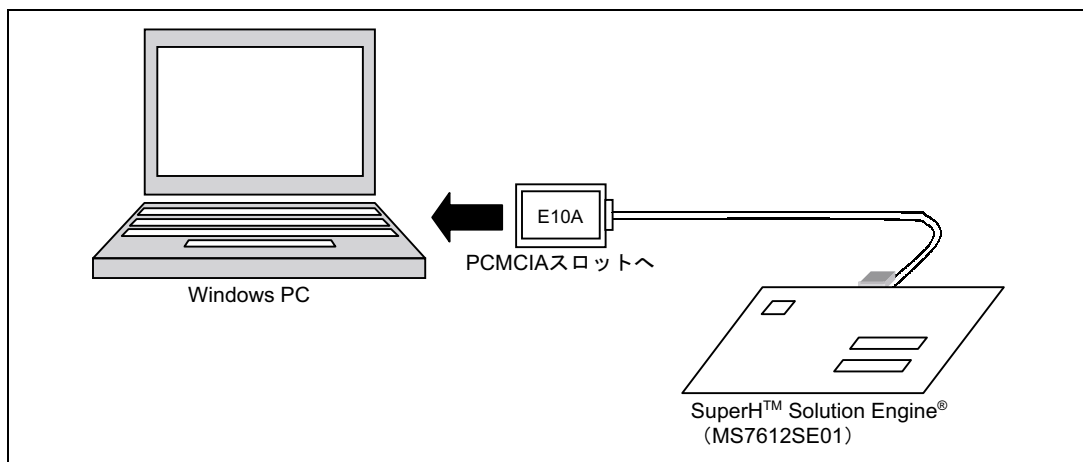 E10A
PCMCIAスロットへ
Windows PC
SuperH™ Solution Engine®
（MS7612SE01）